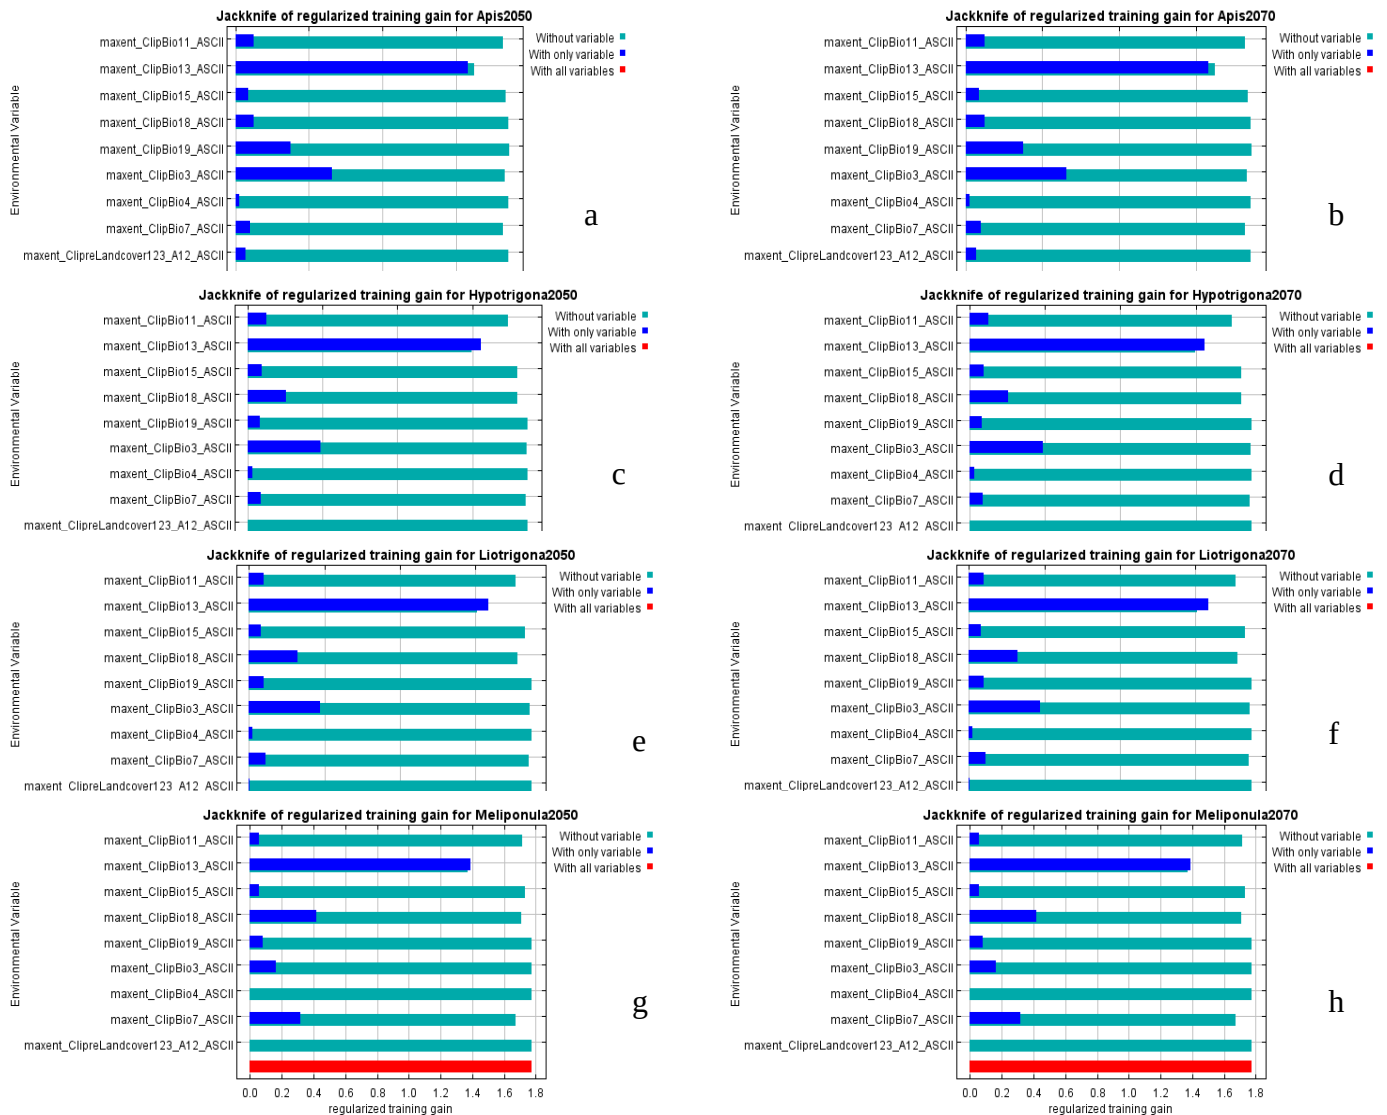 Jackknife of regularized training gain for Apis2050
Environmental Variable
maxent_ClipBio11_ASCII
maxent_ClipBio13_ASCII
maxent_ClipBio15_ASCII
maxent_ClipBio18_ASCII
maxent_ClipBio19_ASCII
maxent_ClipBio3_ASCII
maxent_ClipBio4_ASCII
maxent_ClipBio7_ASCII
maxent_ClipreLandcover123_A12_ASCII
Without variable
With only variable
With all variables
a
Jackknife of regularized training gain for Apis2070
Environmental Variable
maxent_ClipBio11_ASCII
maxent_ClipBio13_ASCII
maxent_ClipBio15_ASCII
maxent_ClipBio18_ASCII
maxent_ClipBio19_ASCII
maxent_ClipBio3_ASCII
maxent_ClipBio4_ASCII
maxent_ClipBio7_ASCII
maxent_ClipreLandcover123_A12_ASCII
Without variable
With only variable
With all variables
b
Jackknife of regularized training gain for Hypotrigona2050
Environmental Variable
maxent_ClipBio11_ASCII
maxent_ClipBio13_ASCII
maxent_ClipBio15_ASCII
maxent_ClipBio18_ASCII
maxent_ClipBio19_ASCII
maxent_ClipBio3_ASCII
maxent_ClipBio4_ASCII
maxent_ClipBio7_ASCII
maxent_ClipreLandcover123_A12_ASCII
Without variable
With only variable
With all variables
c
Jackknife of regularized training gain for Hypotrigona2070
Environmental Variable
maxent_ClipBio11_ASCII
maxent_ClipBio13_ASCII
maxent_ClipBio15_ASCII
maxent_ClipBio18_ASCII
maxent_ClipBio19_ASCII
maxent_ClipBio3_ASCII
maxent_ClipBio4_ASCII
maxent_ClipBio7_ASCII
maxent_ClipreLandcover123_A12_ASCII
Without variable
With only variable
With all variables
d
Jackknife of regularized training gain for Liotrigona2050
Environmental Variable
maxent_ClipBio11_ASCII
maxent_ClipBio13_ASCII
maxent_ClipBio15_ASCII
maxent_ClipBio18_ASCII
maxent_ClipBio19_ASCII
maxent_ClipBio3_ASCII
maxent_ClipBio4_ASCII
maxent_ClipBio7_ASCII
maxent_ClipreLandcover123_A12_ASCII
Without variable
With only variable
With all variables
e
Jackknife of regularized training gain for Liotrigona2070
Environmental Variable
maxent_ClipBio11_ASCII
maxent_ClipBio13_ASCII
maxent_ClipBio15_ASCII
maxent_ClipBio18_ASCII
maxent_ClipBio19_ASCII
maxent_ClipBio3_ASCII
maxent_ClipBio4_ASCII
maxent_ClipBio7_ASCII
maxent_ClipreLandcover123_A12_ASCII
Without variable
With only variable
With all variables
f
Jackknife of regularized training gain for Meliponula2050
Environmental Variable
maxent_ClipBio11_ASCII
maxent_ClipBio13_ASCII
maxent_ClipBio15_ASCII
maxent_ClipBio18_ASCII
maxent_ClipBio19_ASCII
maxent_ClipBio3_ASCII
maxent_ClipBio4_ASCII
maxent_ClipBio7_ASCII
maxent_ClipreLandcover123_A12_ASCII
Without variable
With only variable
With all variables
g
0.0 0.2 0.4 0.6 0.8 1.0 1.2 1.4 1.6 1.8
regularized training gain
Jackknife of regularized training gain for Meliponula2070
Environmental Variable
maxent_ClipBio11_ASCII
maxent_ClipBio13_ASCII
maxent_ClipBio15_ASCII
maxent_ClipBio18_ASCII
maxent_ClipBio19_ASCII
maxent_ClipBio3_ASCII
maxent_ClipBio4_ASCII
maxent_ClipBio7_ASCII
maxent_ClipreLandcover123_A12_ASCII
Without variable
With only variable
With all variables
h
0.0 0.2 0.4 0.6 0.8 1.0 1.2 1.4 1.6 1.8
regularized training gain